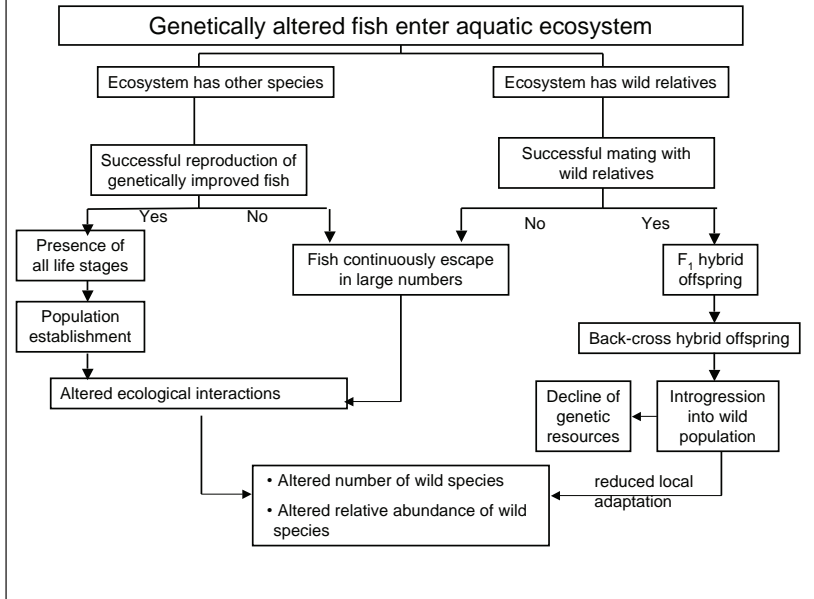 Genetically altered fish enter aquatic ecosystem
Ecosystem has other species
Ecosystem has wild relatives
Successful reproduction of
genetically improved fish
Successful mating with
wild relatives
Yes
No
No
Yes
Presence of
all life stages
Fish continuously escape
in large numbers
F₁ hybrid
offspring
Population
establishment
Back-cross hybrid offspring
Altered ecological interactions
Decline of
genetic
resources
Introgression
into wild
population
• Altered number of wild species
• Altered relative abundance of wild
species
reduced local
adaptation